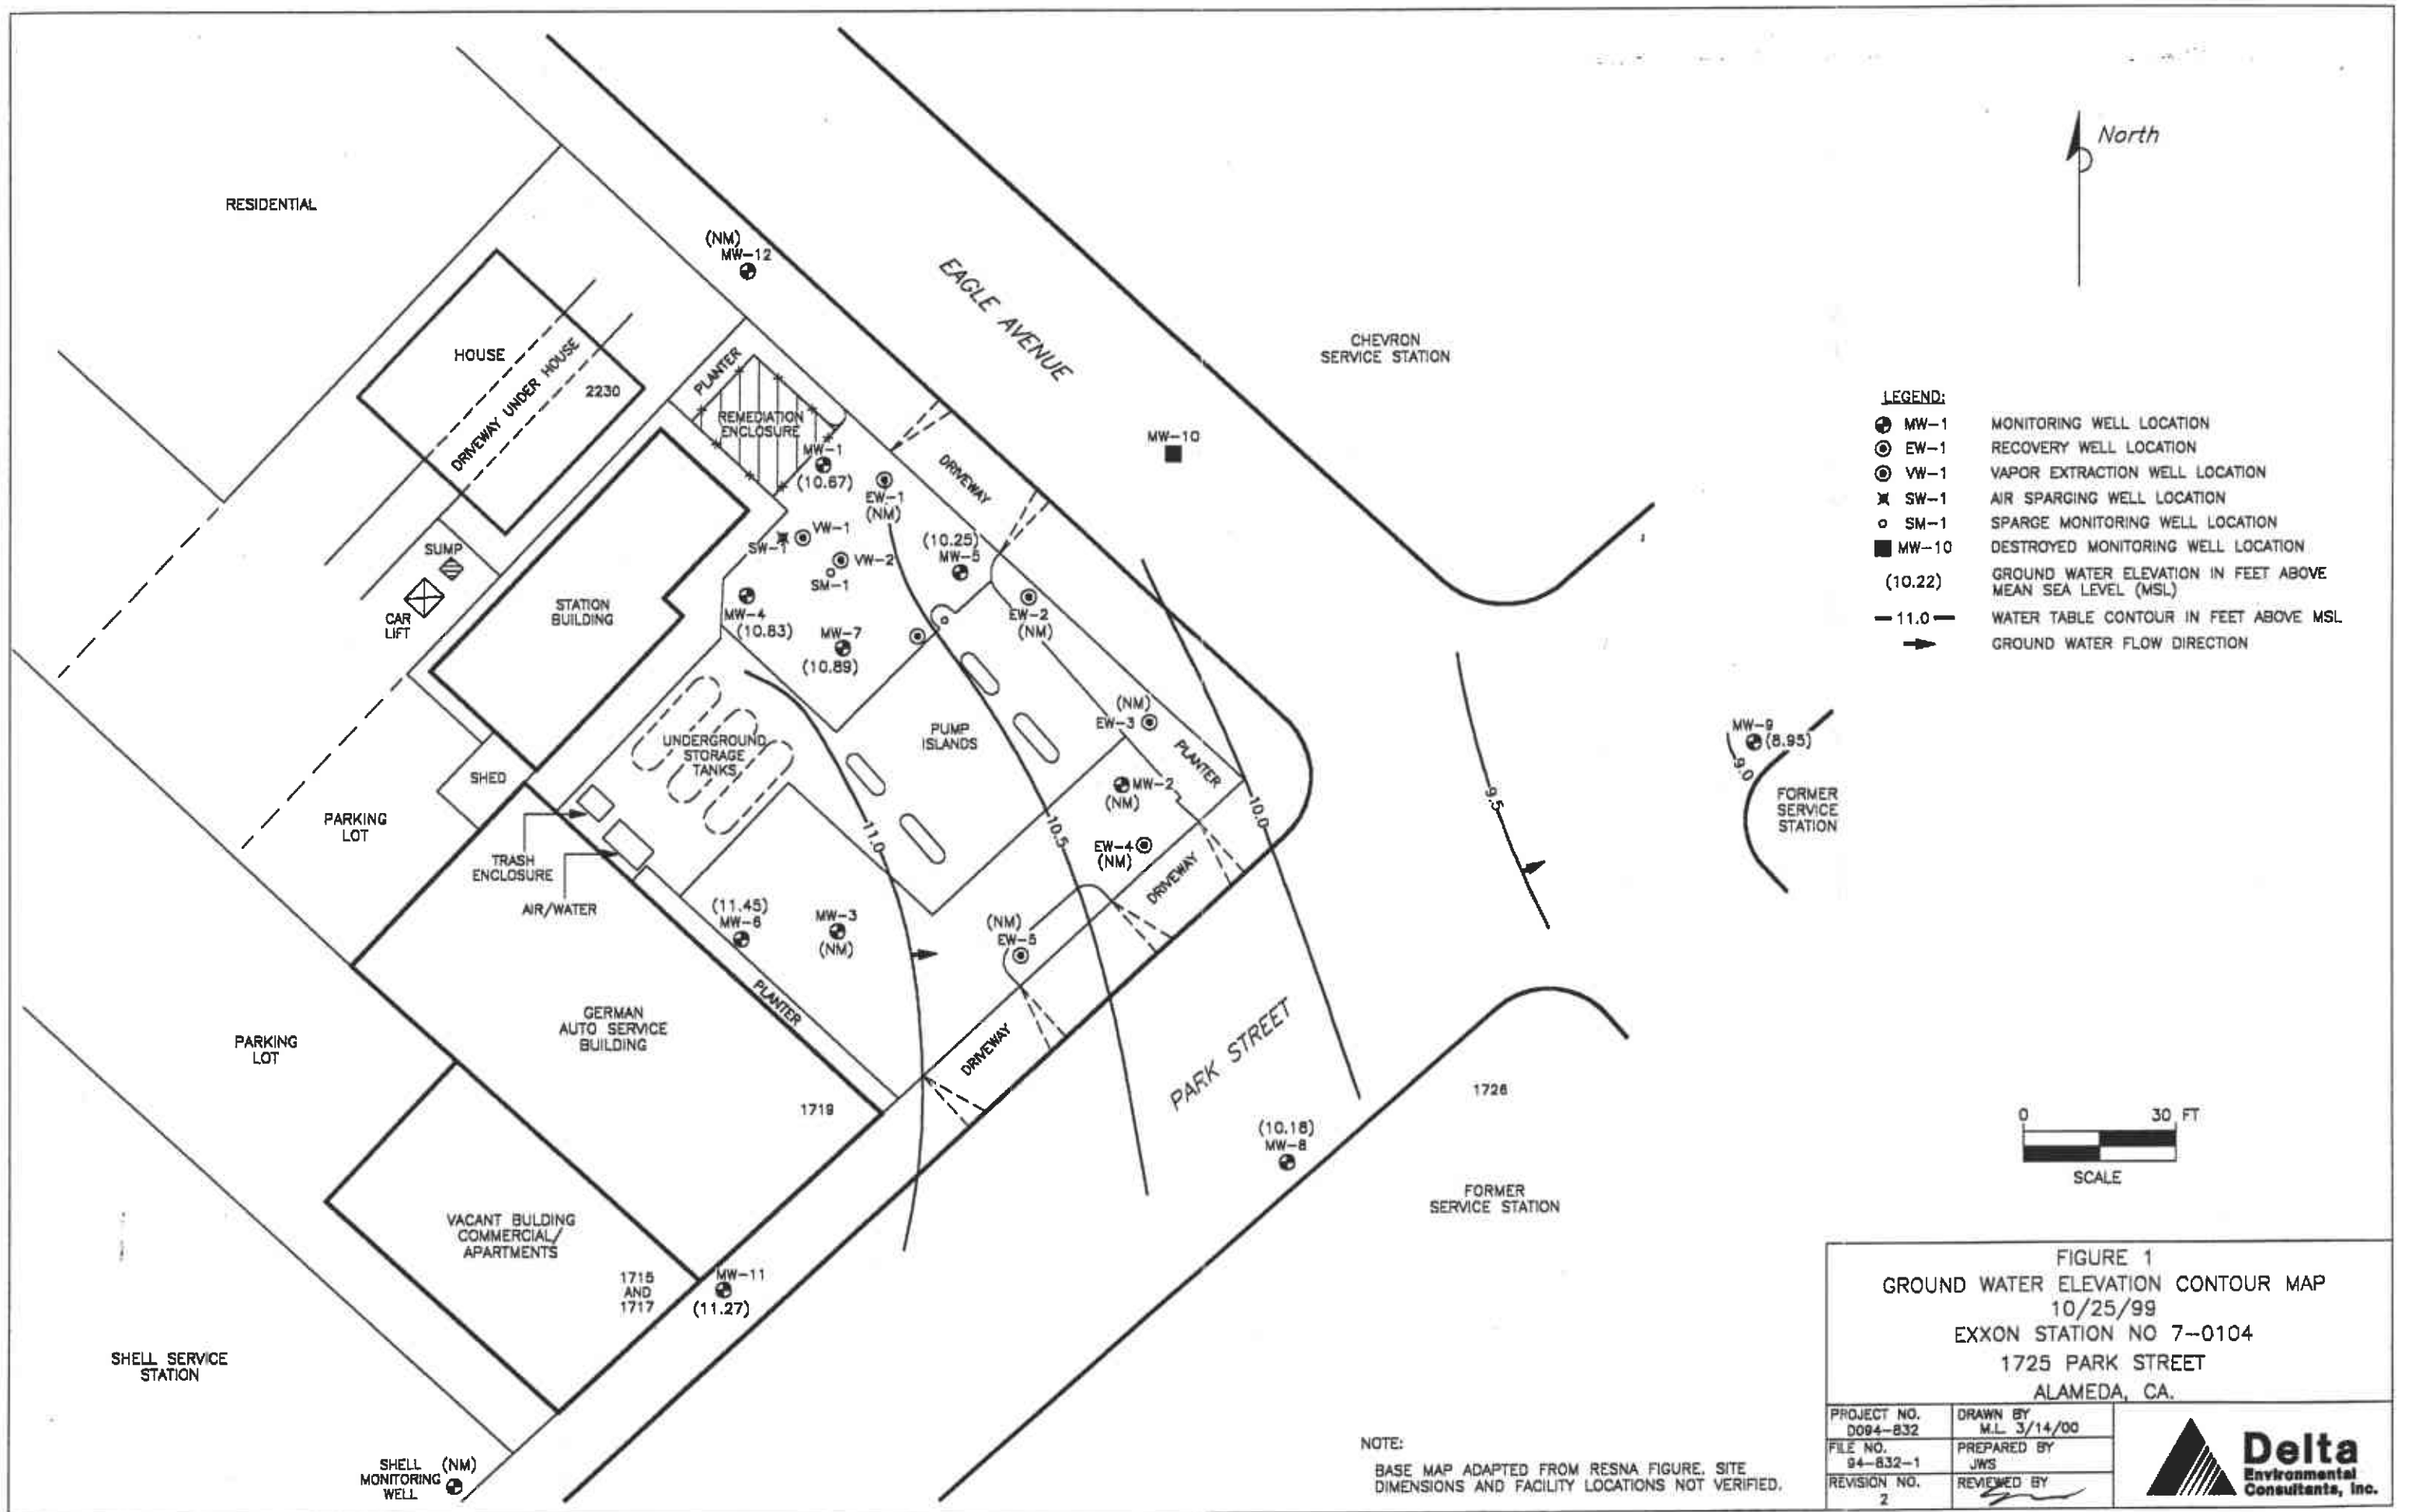 North
RESIDENTIAL
(NM)
MW-12
EAGLE AVENUE
CHEVRON
SERVICE STATION
HOUSE
DRIVEWAY UNDER HOUSE
2230
PLANTER
REMEDIATION
ENCLOSURE
MW-1
(10.67)
EW-1
(NM)
DRIVEWAY
MW-10
LEGEND:
MW-1 MONITORING WELL LOCATION
EW-1 RECOVERY WELL LOCATION
VW-1 VAPOR EXTRACTION WELL LOCATION
SW-1 AIR SPARGING WELL LOCATION
SM-1 SPARGE MONITORING WELL LOCATION
MW-10 DESTROYED MONITORING WELL LOCATION
(10.22) GROUND WATER ELEVATION IN FEET ABOVE
MEAN SEA LEVEL (MSL)
11.0 WATER TABLE CONTOUR IN FEET ABOVE MSL
GROUND WATER FLOW DIRECTION
SUMP
CAR
LIFT
STATION
BUILDING
SW-1
VW-1
VW-2
SM-1
(10.25)
MW-5
MW-4
(10.83)
MW-7
(10.89)
EW-2
(NM)
UNDERGROUND
STORAGE
TANKS
PUMP
ISLANDS
(NM)
EW-3
PLANTER
MW-2
(NM)
EW-4
(NM)
DRIVEWAY
11.0
10.5
10.0
9.5
MW-9
(8.95)
9.0
FORMER
SERVICE
STATION
SHED
PARKING
LOT
TRASH
ENCLOSURE
AIR/WATER
(11.45)
MW-6
MW-3
(NM)
(NM)
EW-5
PLANTER
DRIVEWAY
PARK STREET
GERMAN
AUTO SERVICE
BUILDING
1719
PARKING
LOT
1726
(10.18)
MW-8
FORMER
SERVICE STATION
VACANT BULDING
COMMERCIAL/
APARTMENTS
1715
AND
1717
MW-11
(11.27)
SHELL SERVICE
STATION
SHELL
MONITORING
WELL
(NM)
0 30 FT
SCALE
NOTE:
BASE MAP ADAPTED FROM RESNA FIGURE. SITE
DIMENSIONS AND FACILITY LOCATIONS NOT VERIFIED.
FIGURE 1
GROUND WATER ELEVATION CONTOUR MAP
10/25/99
EXXON STATION NO 7-0104
1725 PARK STREET
ALAMEDA, CA.
PROJECT NO.
D094-832
DRAWN BY
M.L. 3/14/00
FILE NO.
94-832-1
PREPARED BY
JWS
REVISION NO.
2
REVIEWED BY
Delta
Environmental
Consultants, Inc.